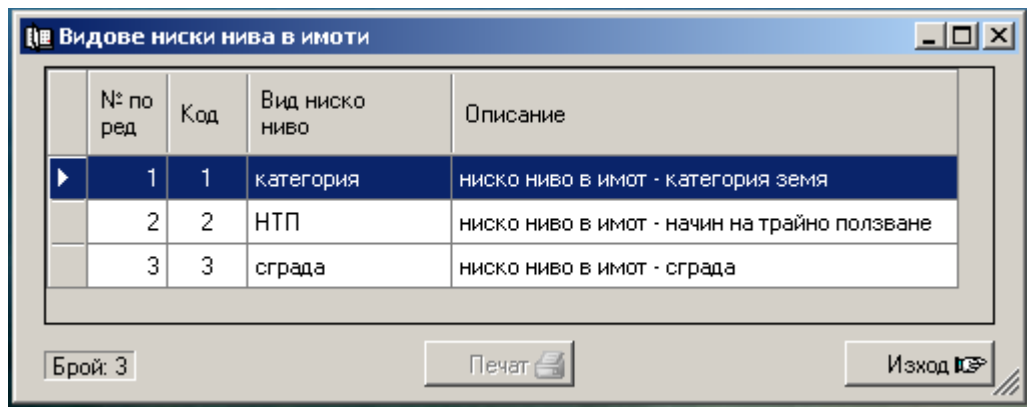 Видове ниски нива в имоти
№ по ред Код Вид ниско ниво Описание
1 1 категория ниско ниво в имот - категория земя
2 2 НТП ниско ниво в имот - начин на трайно ползване
3 3 сграда ниско ниво в имот - сграда
Брой: 3 Печат Изход